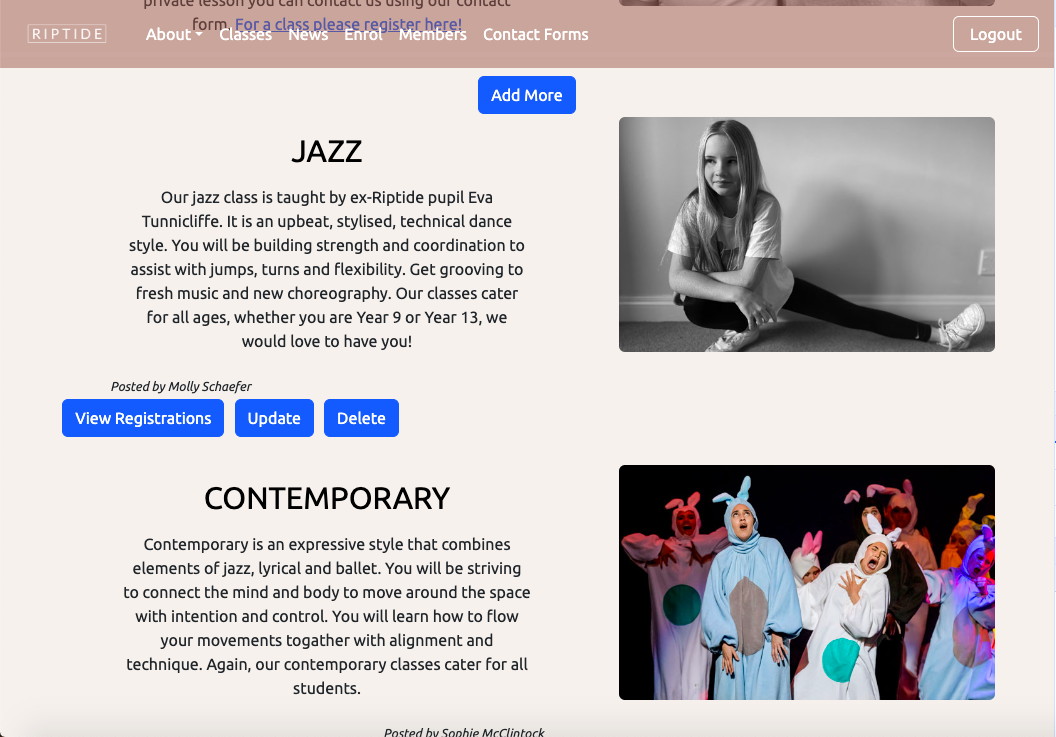 private lesson you can contact us using our contact
form. For a class please register here!
RIPTIDE
About
Classes
News
Enrol
Members
Contact Forms
Logout
Add More
JAZZ
Our jazz class is taught by ex-Riptide pupil Eva
Tunnicliffe. It is an upbeat, stylised, technical dance
style. You will be building strength and coordination to
assist with jumps, turns and flexibility. Get grooving to
fresh music and new choreography. Our classes cater
for all ages, whether you are Year 9 or Year 13, we
would love to have you!
Posted by Molly Schaefer
View Registrations
Update
Delete
CONTEMPORARY
Contemporary is an expressive style that combines
elements of jazz, lyrical and ballet. You will be striving
to connect the mind and body to move around the space
with intention and control. You will learn how to flow
your movements togather with alignment and
technique. Again, our contemporary classes cater for all
students.
Posted by Sophie McClintock